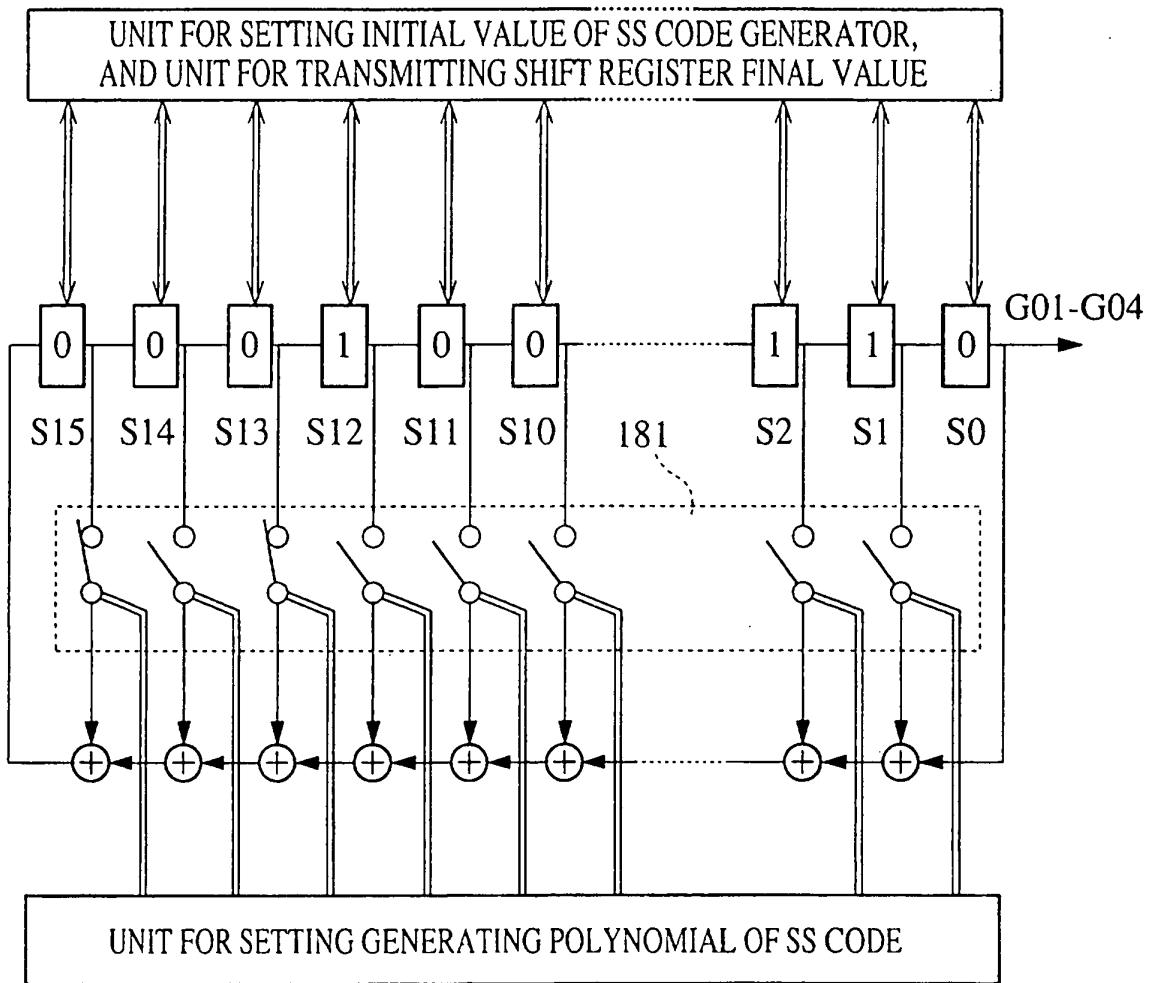 UNIT FOR SETTING INITIAL VALUE OF SS CODE GENERATOR,
AND UNIT FOR TRANSMITTING SHIFT REGISTER FINAL VALUE
G01-G04
0 0 0 1 0 0 1 1 0
S15 S14 S13 S12 S11 S10 S2 S1 S0
181
UNIT FOR SETTING GENERATING POLYNOMIAL OF SS CODE